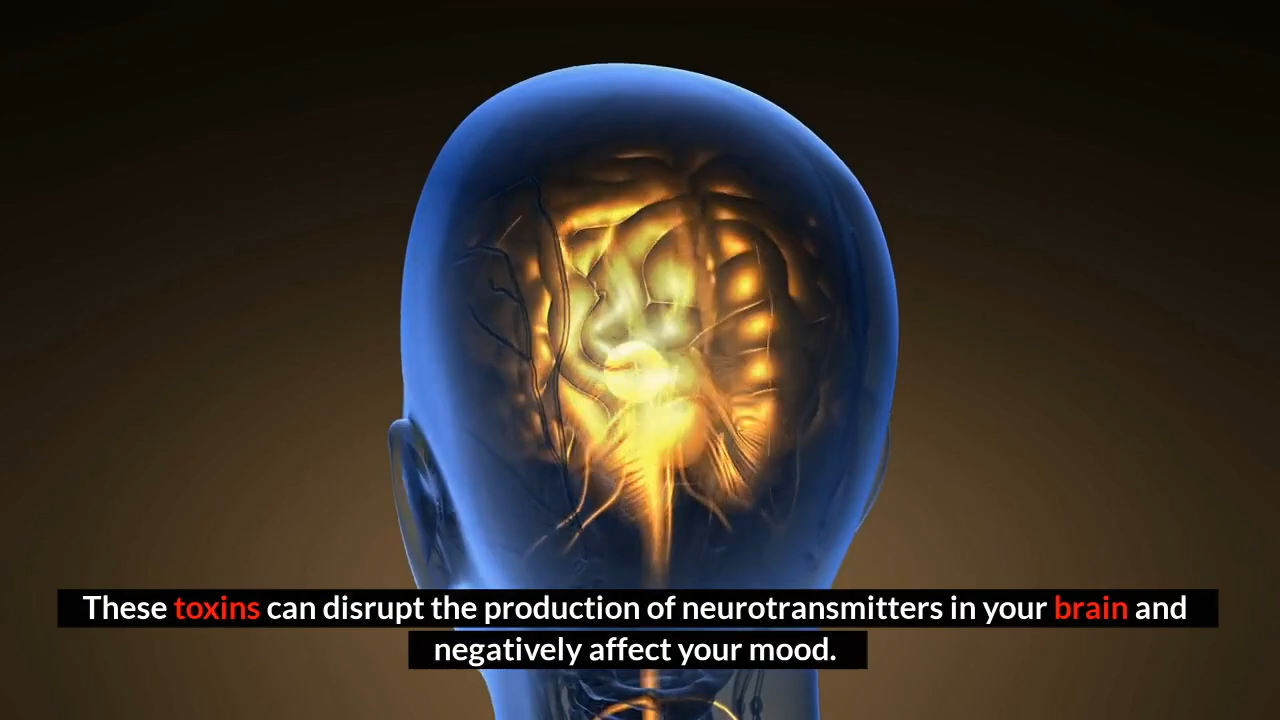 These toxins can disrupt the production of neurotransmitters in your brain and
negatively affect your mood.